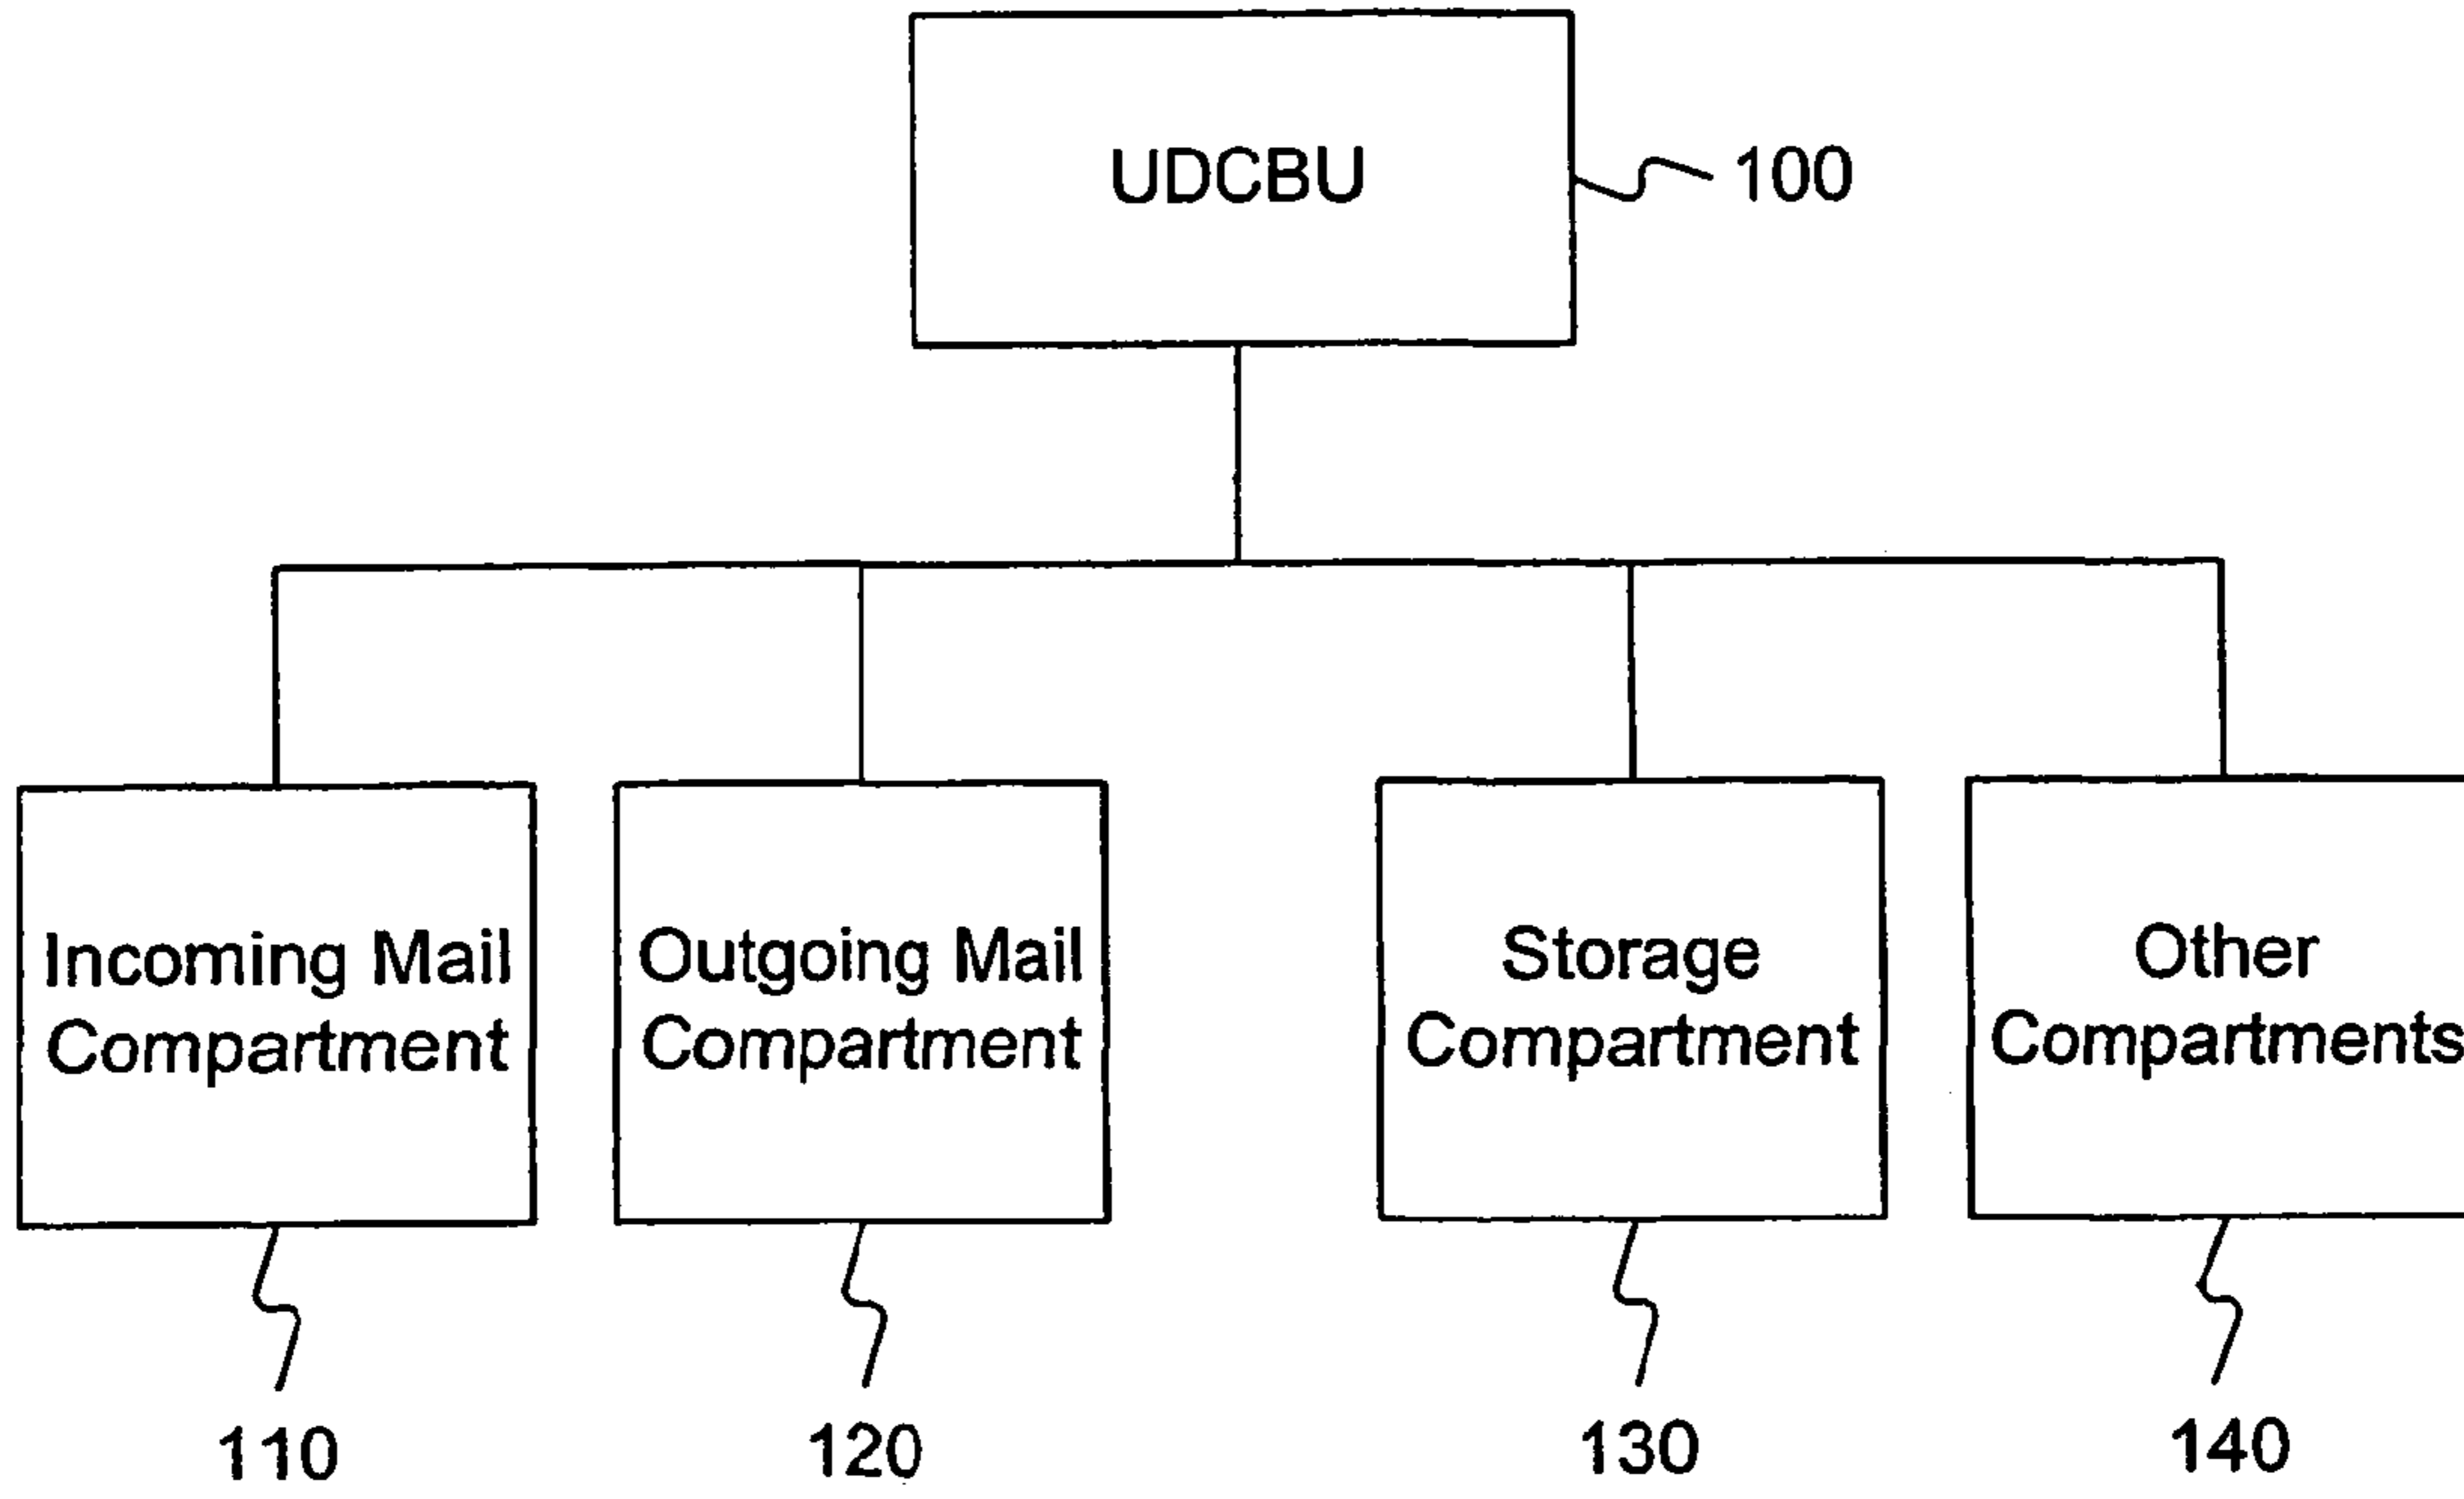 UDCBU
100
Incoming Mail
Compartment
Outgoing Mail
Compartment
Storage
Compartment
Other
Compartments
110
120
130
140